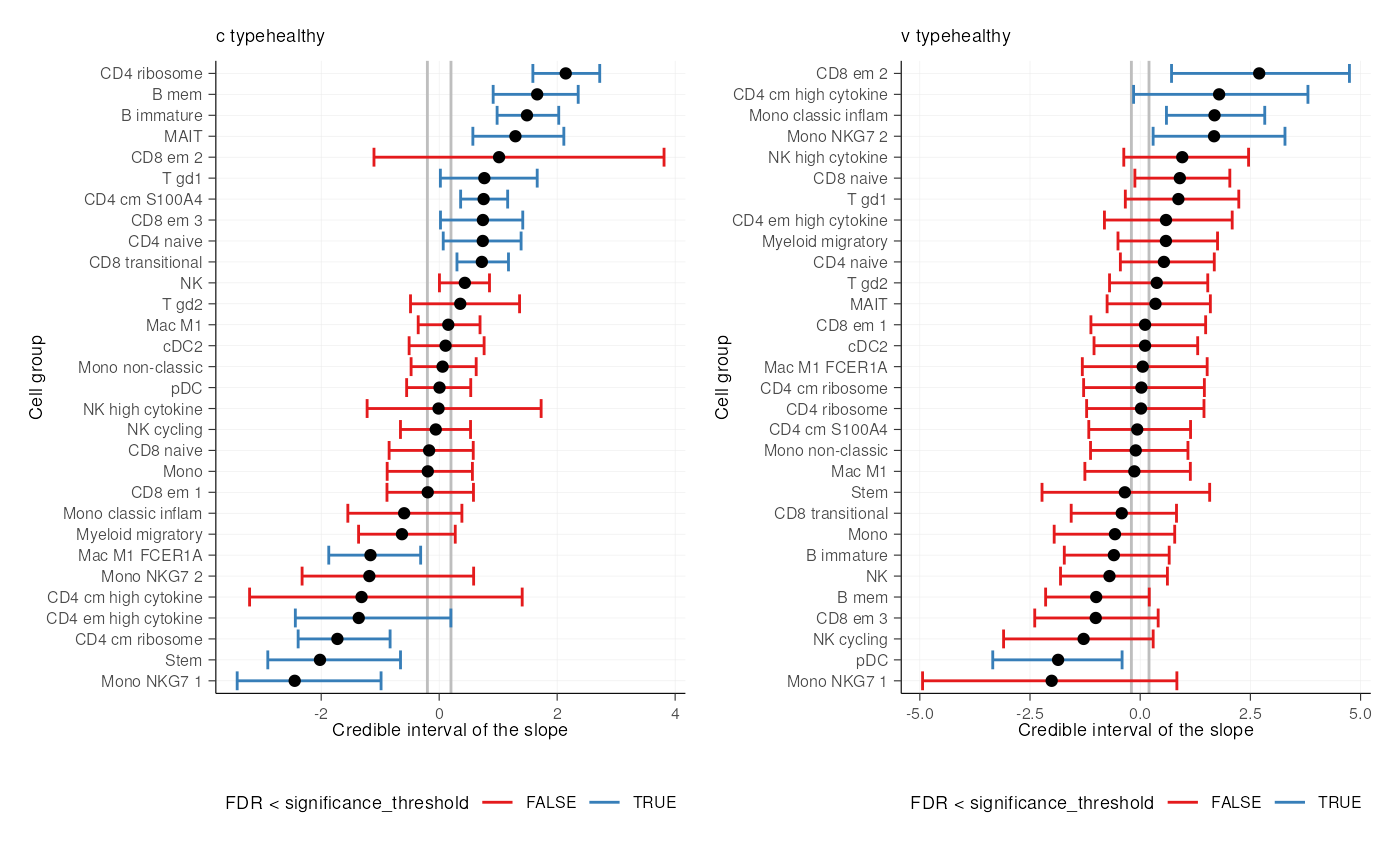 c typehealthy
Cell group
CD4 ribosome
B mem
B immature
MAIT
CD8 em 2
T gd1
CD4 cm S100A4
CD8 em 3
CD4 naive
CD8 transitional
NK
T gd2
Mac M1
cDC2
Mono non-classic
pDC
NK high cytokine
NK cycling
CD8 naive
Mono
CD8 em 1
Mono classic inflam
Myeloid migratory
Mac M1 FCER1A
Mono NKG7 2
CD4 cm high cytokine
CD4 em high cytokine
CD4 cm ribosome
Stem
Mono NKG7 1
-2 0 2 4
Credible interval of the slope
FDR < significance_threshold FALSE TRUE
v typehealthy
Cell group
CD8 em 2
CD4 cm high cytokine
Mono classic inflam
Mono NKG7 2
NK high cytokine
CD8 naive
T gd1
CD4 em high cytokine
Myeloid migratory
CD4 naive
T gd2
MAIT
CD8 em 1
cDC2
Mac M1 FCER1A
CD4 cm ribosome
CD4 ribosome
CD4 cm S100A4
Mono non-classic
Mac M1
Stem
CD8 transitional
Mono
B immature
NK
B mem
CD8 em 3
NK cycling
pDC
Mono NKG7 1
-5.0 -2.5 0.0 2.5 5.0
Credible interval of the slope
FDR < significance_threshold FALSE TRUE